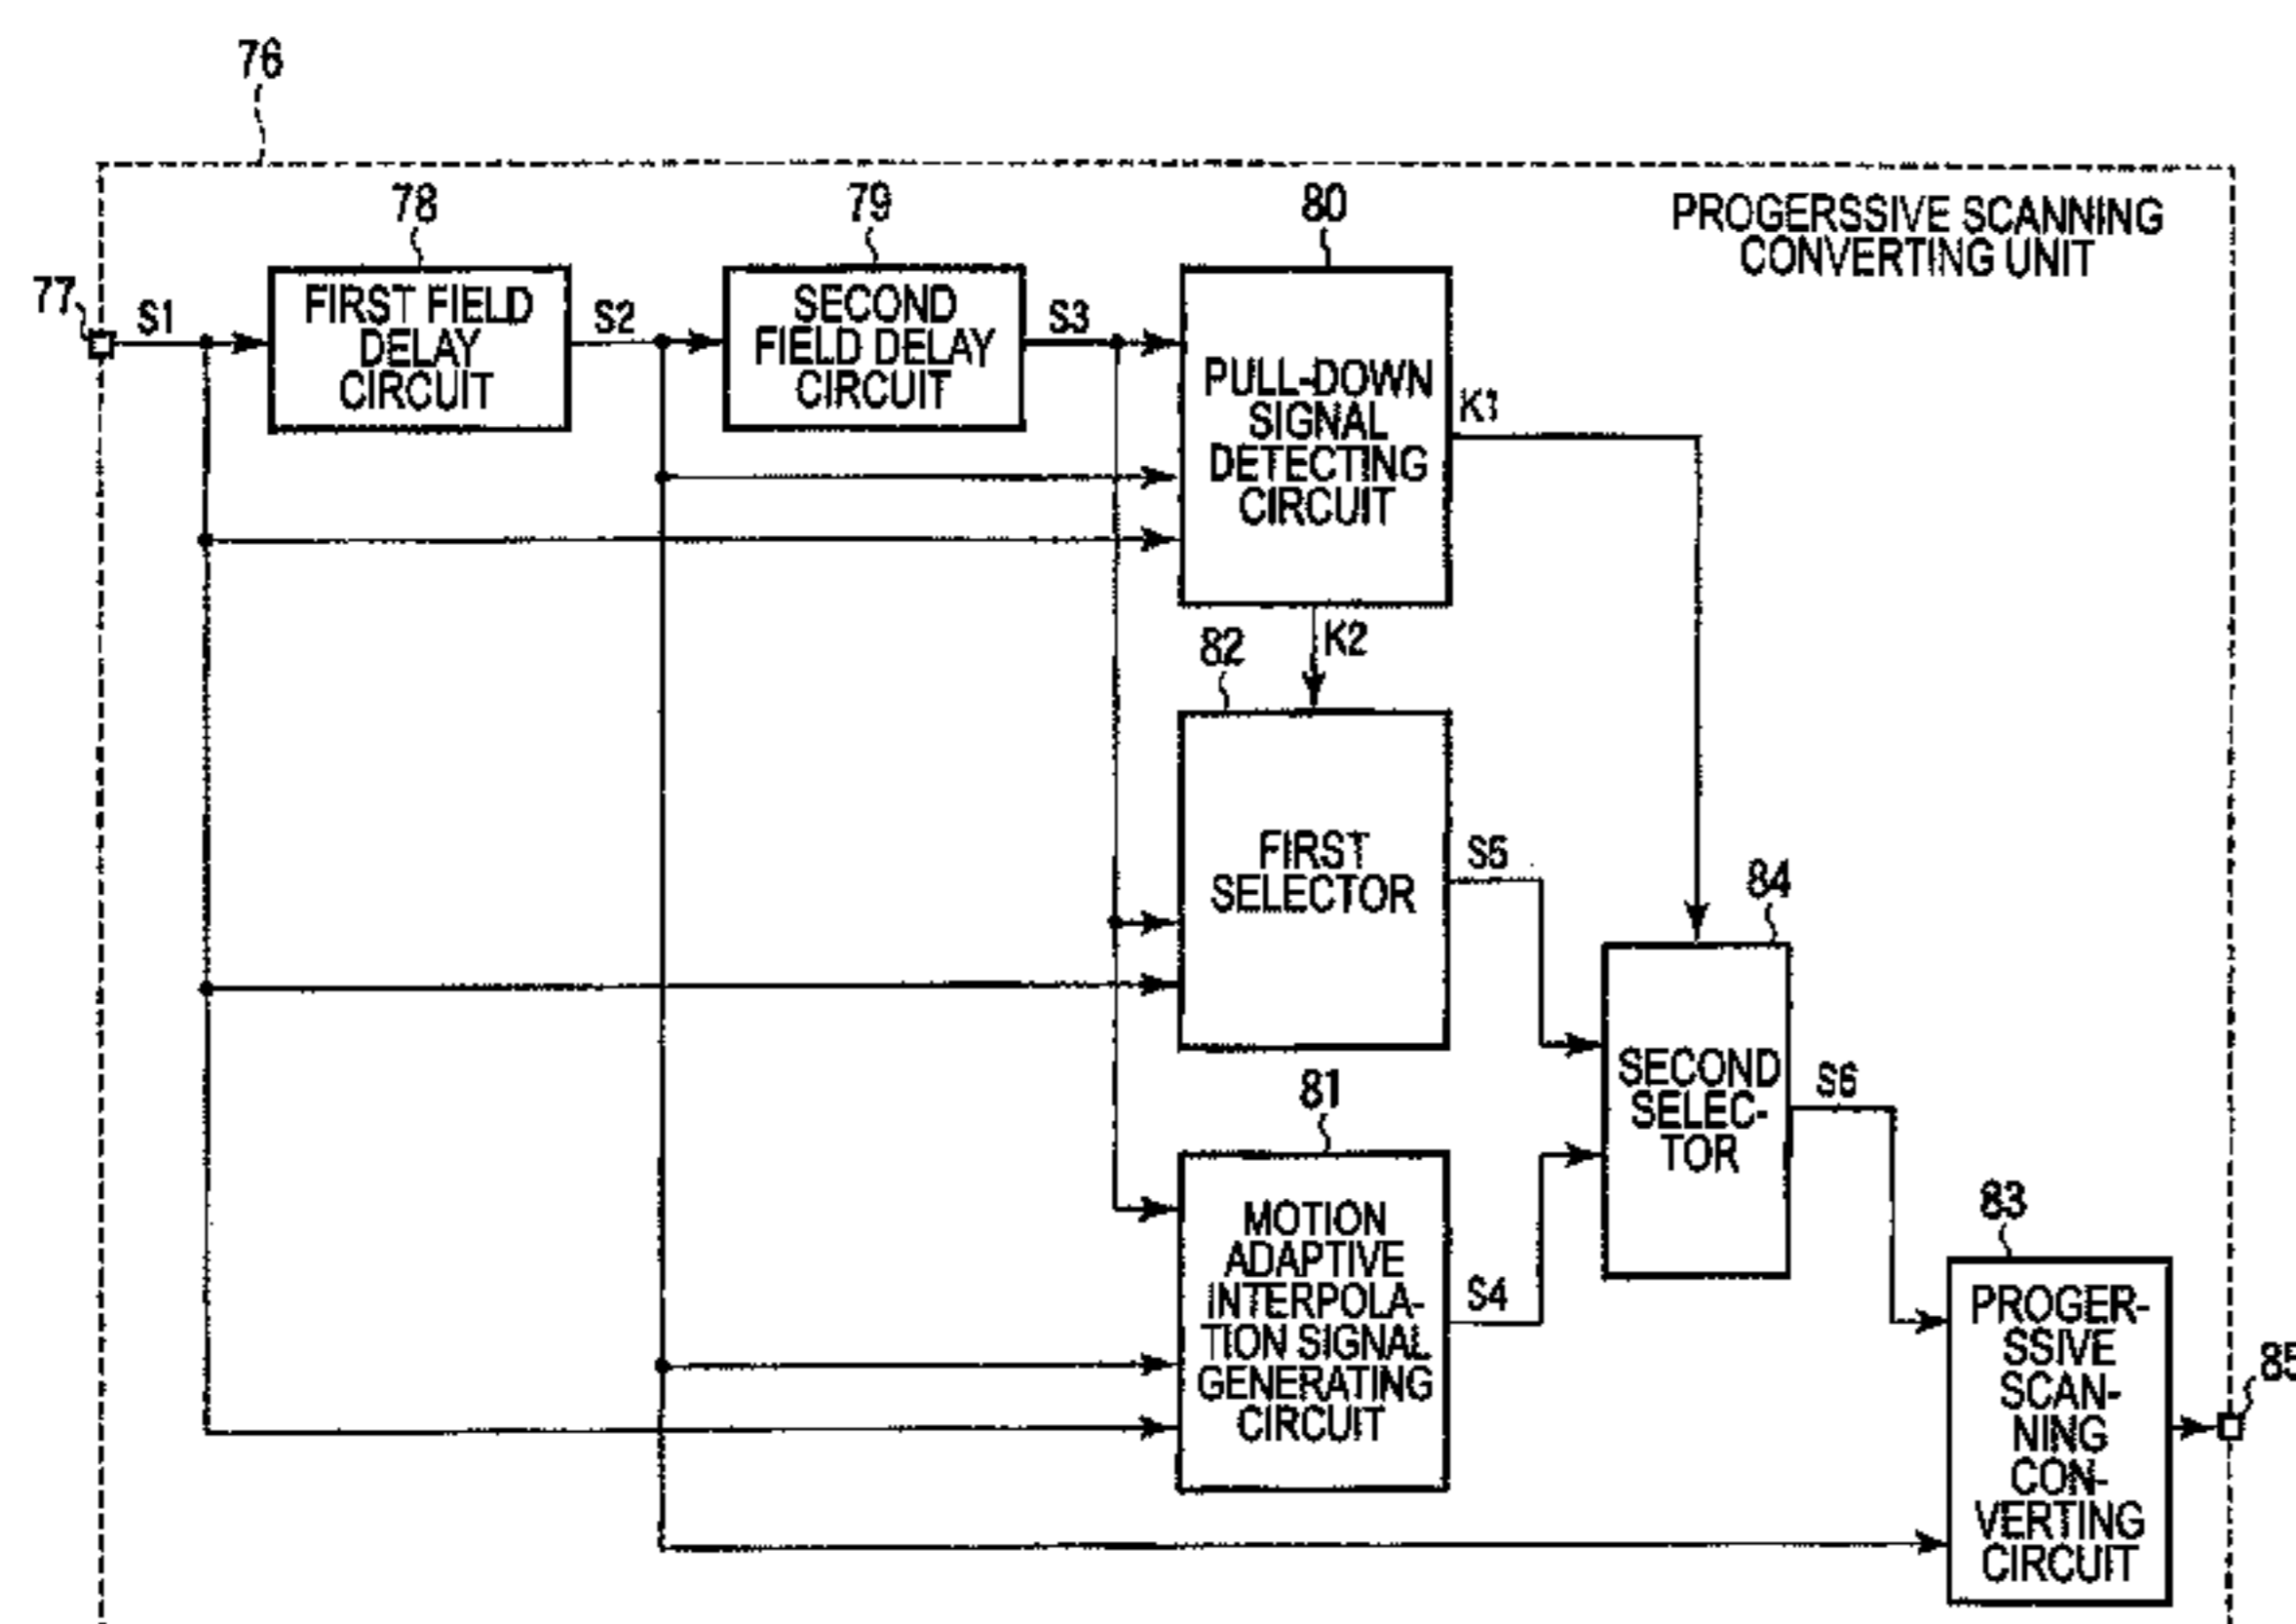 76
78
79
80
PROGERSSIVE SCANNING
CONVERTING UNIT
77
S1
FIRST FIELD
DELAY
CIRCUIT
S2
SECOND
FIELD DELAY
CIRCUIT
S3
PULL-DOWN
SIGNAL
DETECTING
CIRCUIT
K1
K2
82
FIRST
SELECTOR
S5
84
SECOND
SELEC-
TOR
S6
81
MOTION
ADAPTIVE
INTERPOLA-
TION SIGNAL
GENERATING
CIRCUIT
S4
83
PROGER-
SSIVE
SCAN-
NING
CON-
VERTING
CIRCUIT
85